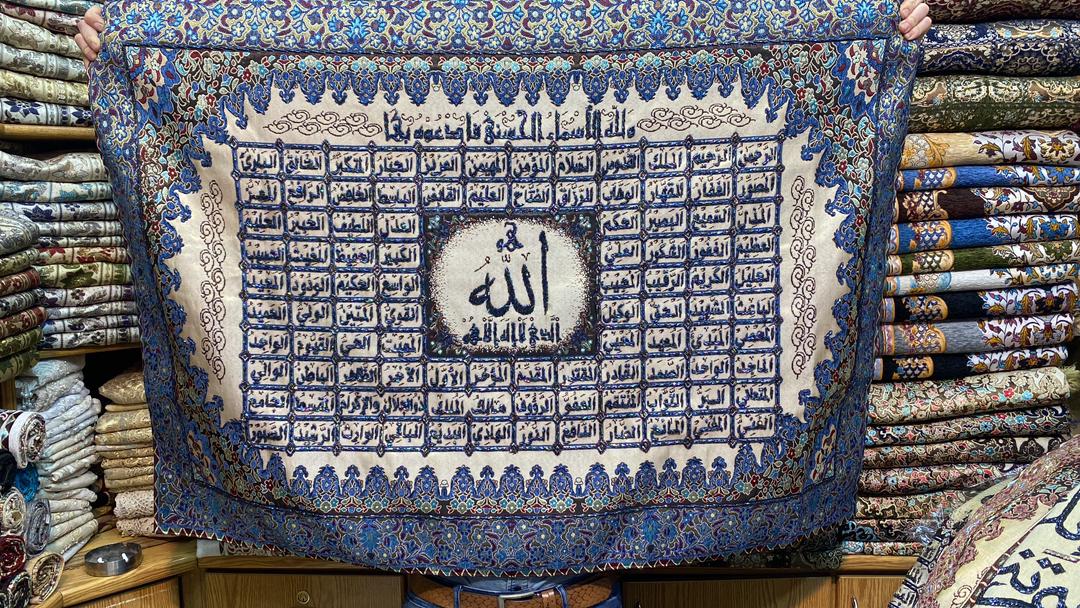 ولله الأسماء الحسنى فادعوه بها
الرحمن الرحيم الملك القدوس السلام المؤمن المهيمن العزيز الجبار المتكبر الخالق البارئ
المصور الغفار القهار الوهاب الرزاق الفتاح العليم القابض الباسط الخافض الرافع المعز
المذل السميع البصير الحكم العدل اللطيف الخبير الحليم
العظيم الغفور الشكور العلي الكبير الحفيظ المغيث الحسيب
الجليل الكريم الرقيب المجيب الواسع الحكيم الودود المجيد
الباعث الشهيد الحق الوكيل القوي المتين الولي الحميد
المحصي المبدئ المعيد المحيي المميت الحي القيوم الواجد
الله
الذي لا إله إلا هو
الماجد الواحد الصمد القادر المقتدر المقدم المؤخر الأول الآخر الظاهر الباطن الوالي
المتعالي البر التواب المنتقم العفو الرؤوف مالك الملك ذوالجلال والإكرام المقسط الجامع
الغني المغني المانع الضار النافع النور الهادي البديع الباقي الوارث الرشيد الصبور